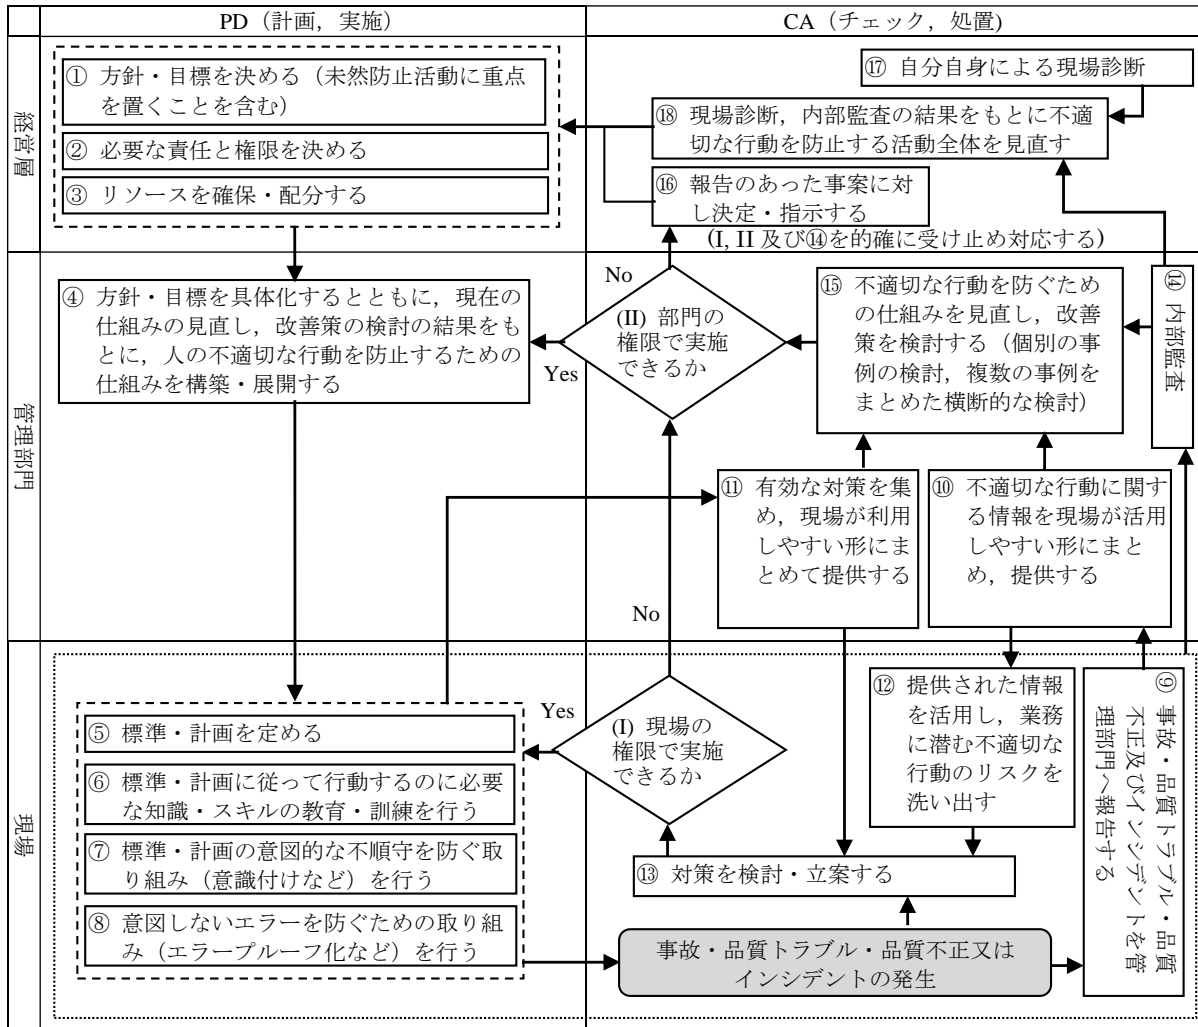 PD（計画，実施）
CA（チェック，処置）
経営層
① 方針・目標を決める（未然防止活動に重点
を置くことを含む）
② 必要な責任と権限を決める
③ リソースを確保・配分する
⑰ 自分自身による現場診断
⑱ 現場診断，内部監査の結果をもとに不適
切な行動を防止する活動全体を見直す
⑯ 報告のあった事案に対
し決定・指示する
(I, II 及び⑭を的確に受け止め対応する)
管理部門
④ 方針・目標を具体化するとともに，現在の
仕組みの見直し，改善策の検討の結果をも
とに，人の不適切な行動を防止するための
仕組みを構築・展開する
No
Yes
(II) 部門の
権限で実施
できるか
⑮ 不適切な行動を防ぐため
の仕組みを見直し，改善
策を検討する（個別の事
例の検討，複数の事例を
まとめた横断的な検討）
⑭ 内部監査
⑪ 有効な対策を集
め，現場が利用
しやすい形にま
とめて提供する
⑩ 不適切な行動に関す
る情報を現場が活用
しやすい形にまと
め，提供する
No
現場
Yes
(I) 現場の
権限で実施
できるか
⑤ 標準・計画を定める
⑥ 標準・計画に従って行動するのに必要
な知識・スキルの教育・訓練を行う
⑦ 標準・計画の意図的な不順守を防ぐ取
り組み（意識付けなど）を行う
⑧ 意図しないエラーを防ぐための取り組
み（エラープルーフ化など）を行う
⑫ 提供された情報
を活用し，業務
に潜む不適切な
行動のリスクを
洗い出す
⑬ 対策を検討・立案する
事故・品質トラブル・品質不正又は
インシデントの発生
⑨ 事故・品質トラブル・品質
不正及びインシデントを管
理部門へ報告する